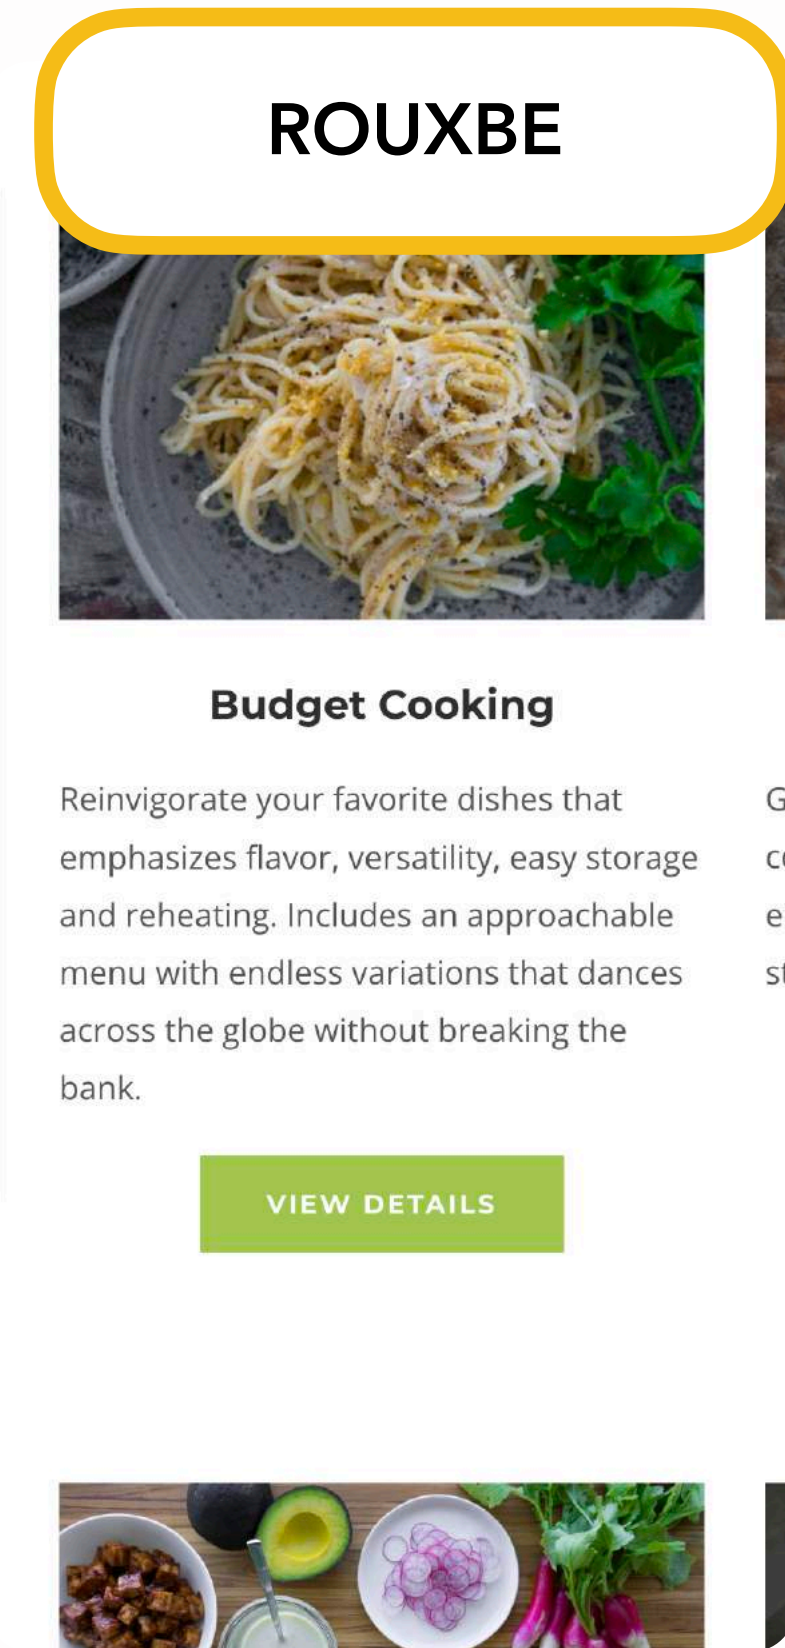 ROUXBE
Budget Cooking
Reinvigorate your favorite dishes that
emphasizes flavor, versatility, easy storage
and reheating. Includes an approachable
menu with endless variations that dances
across the globe without breaking the
bank.
VIEW DETAILS